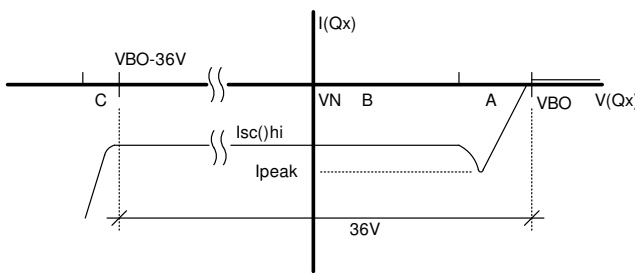 I(Qx)
VBO-36V
C
VN
B
A
VBO
V(Qx)
Isc()hi
Ipeak
36V